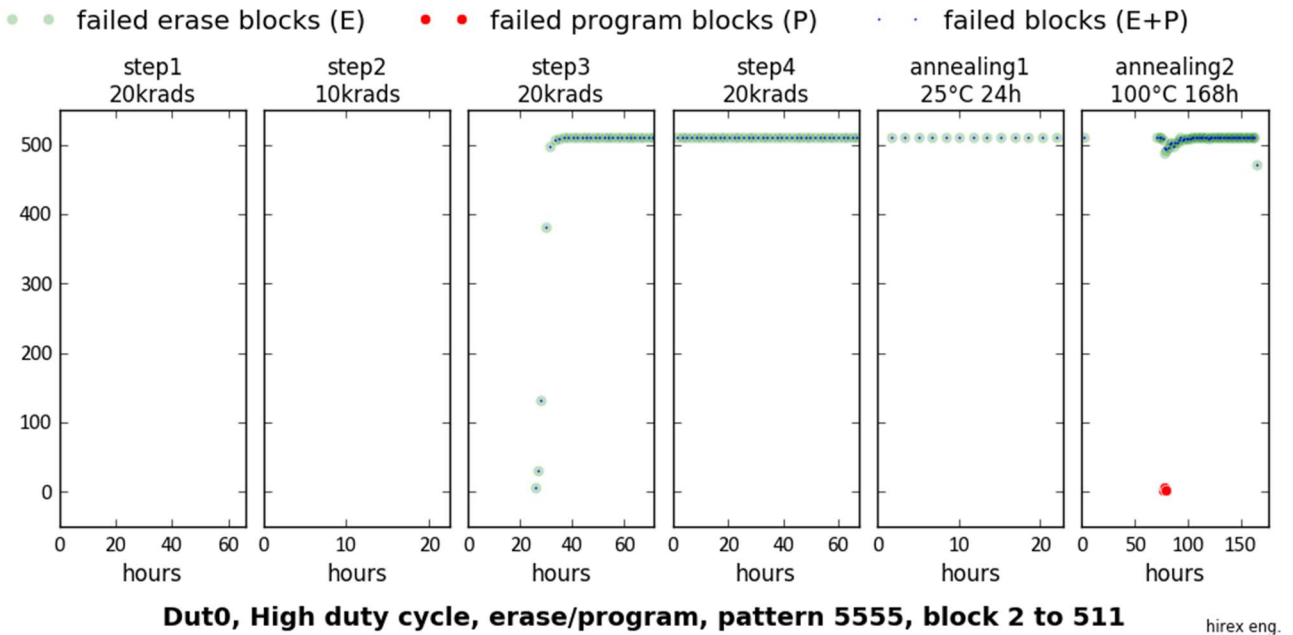 failed erase blocks (E) failed program blocks (P) failed blocks (E+P)
step1 step2 step3 step4 annealing1 annealing2
20krads 10krads 20krads 20krads 25°C 24h 100°C 168h
500
400
300
200
100
0
0 20 40 60 0 10 20 0 20 40 60 0 20 40 60 0 10 20 0 50 100 150
hours hours hours hours hours hours
Dut0, High duty cycle, erase/program, pattern 5555, block 2 to 511
hirex eng.